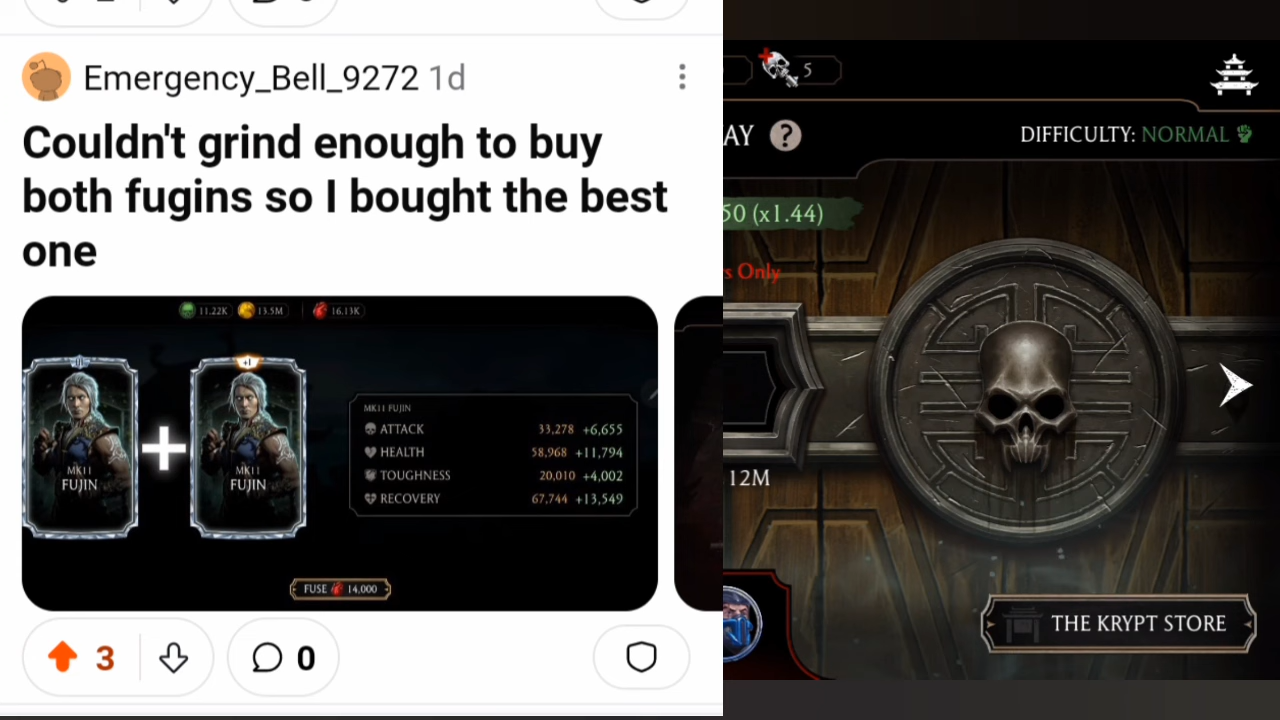 Emergency_Bell_9272 1d
Couldn't grind enough to buy
both fugins so I bought the best
one
11.22K 13.5M 16.13K
+1
MK11
FUJIN
MK11
FUJIN
MK11 FUJIN
ATTACK 33,278 +6,655
HEALTH 58,968 +11,794
TOUGHNESS 20,010 +4,002
RECOVERY 67,744 +13,549
FUSE 14,000
3 0
5
AY ?
DIFFICULTY: NORMAL
50 (x1.44)
s Only
12M
THE KRYPT STORE